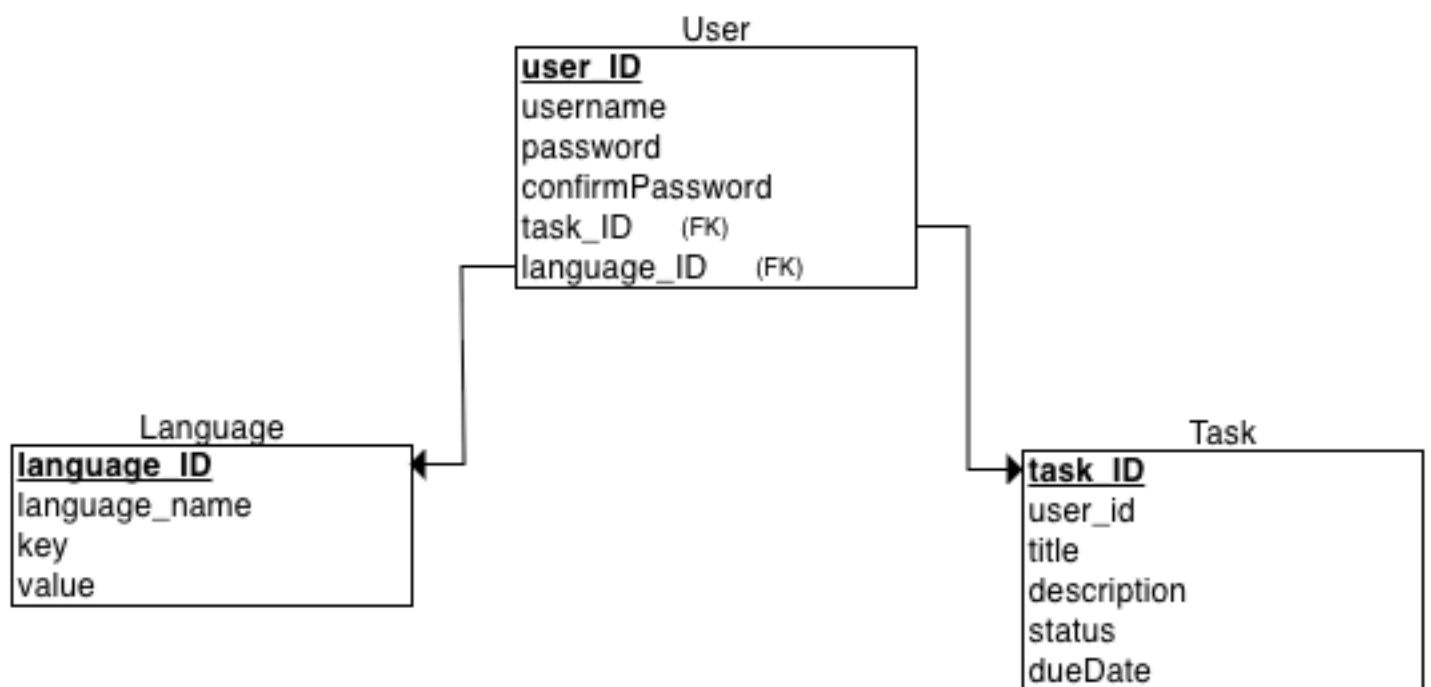 User
user_ID
username
password
confirmPassword
task_ID (FK)
language_ID (FK)
Language
language_ID
language_name
key
value
Task
task_ID
user_id
title
description
status
dueDate